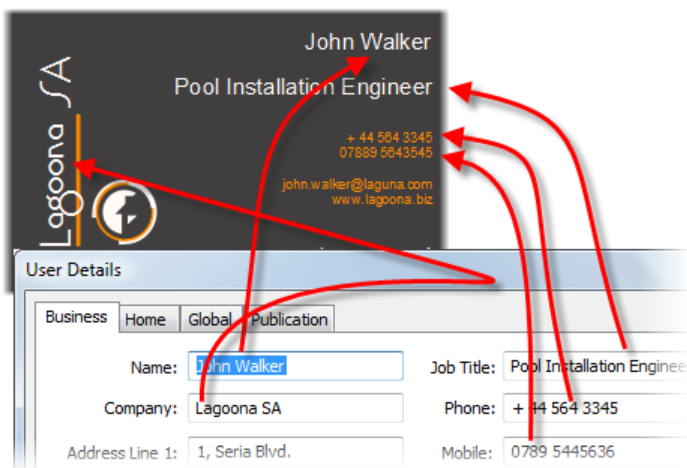 John Walker
Pool Installation Engineer
Lagoona SA
+ 44 564 3345
07889 5643545
john.walker@laguna.com
www.lagoona.biz
User Details
Business Home Global Publication
Name: John Walker Job Title: Pool Installation Enginee
Company: Lagoona SA Phone: + 44 564 3345
Address Line 1: 1, Seria Blvd. Mobile: 0789 5445636